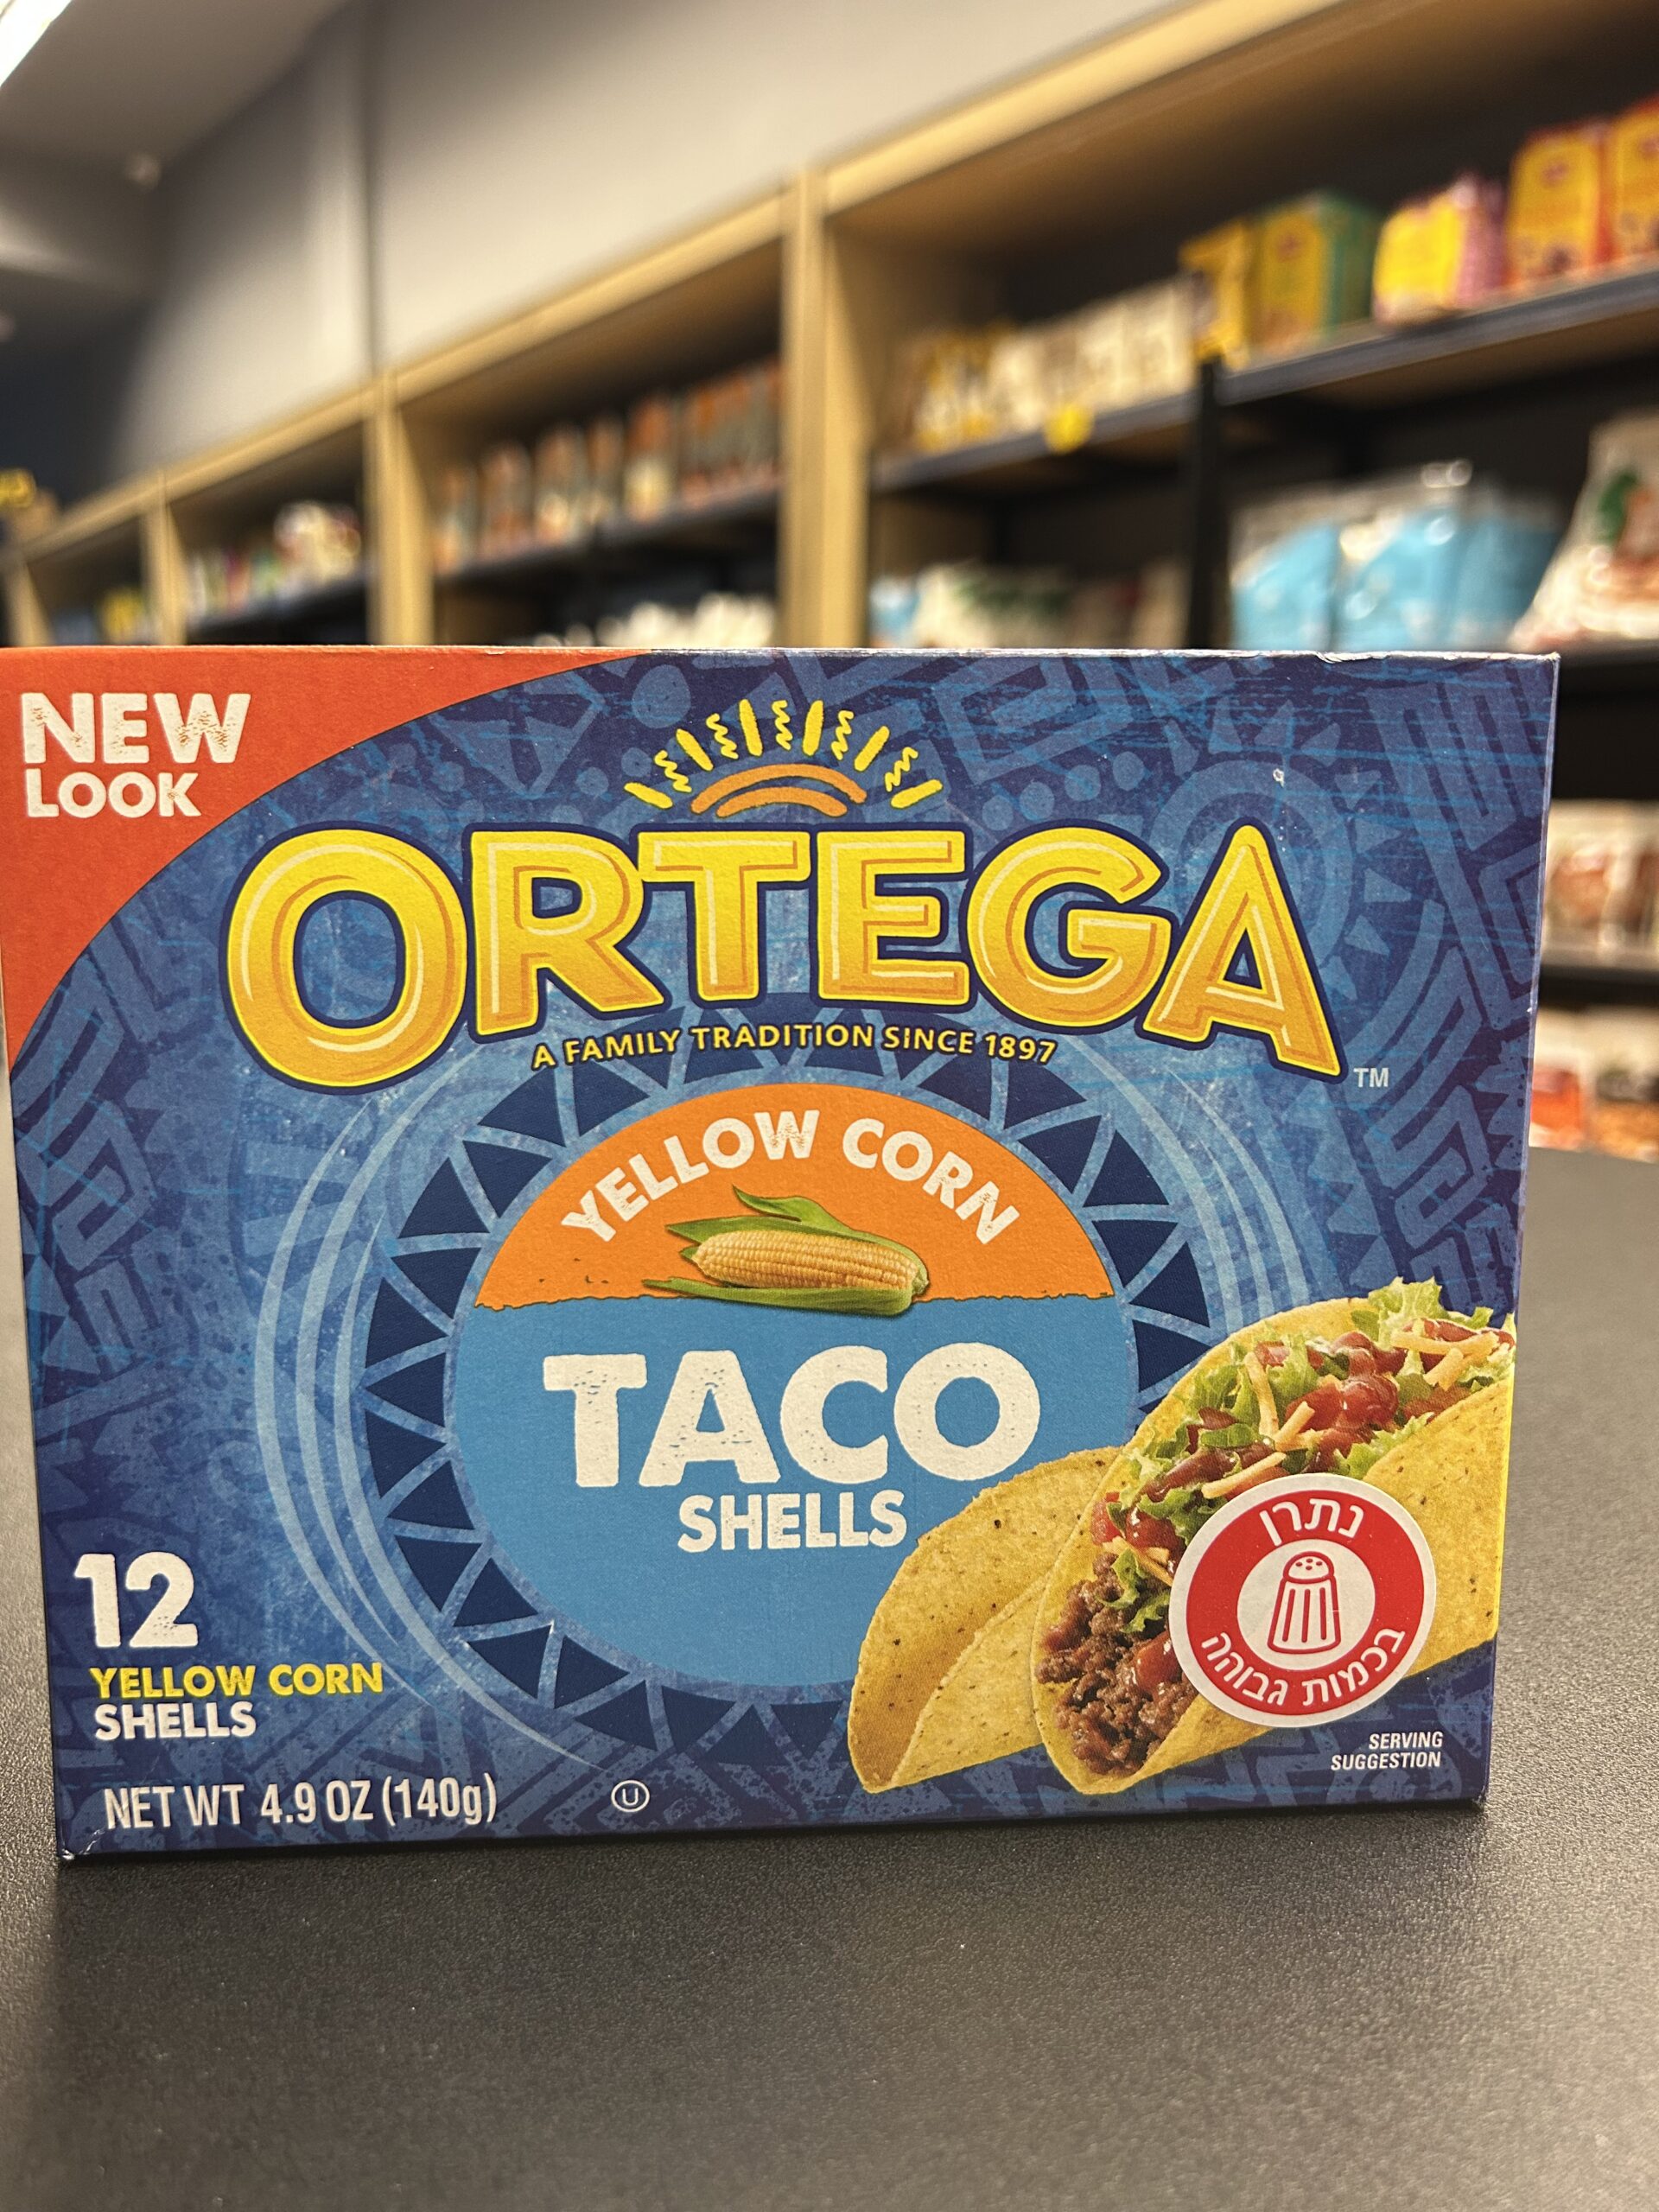 NEW
LOOK
ORTEGA
A FAMILY TRADITION SINCE 1897
TM
YELLOW CORN
TACO
SHELLS
12
YELLOW CORN
SHELLS
NET WT 4.9 OZ (140g)
U
נתרן
בכמות גבוהה
SERVING
SUGGESTION